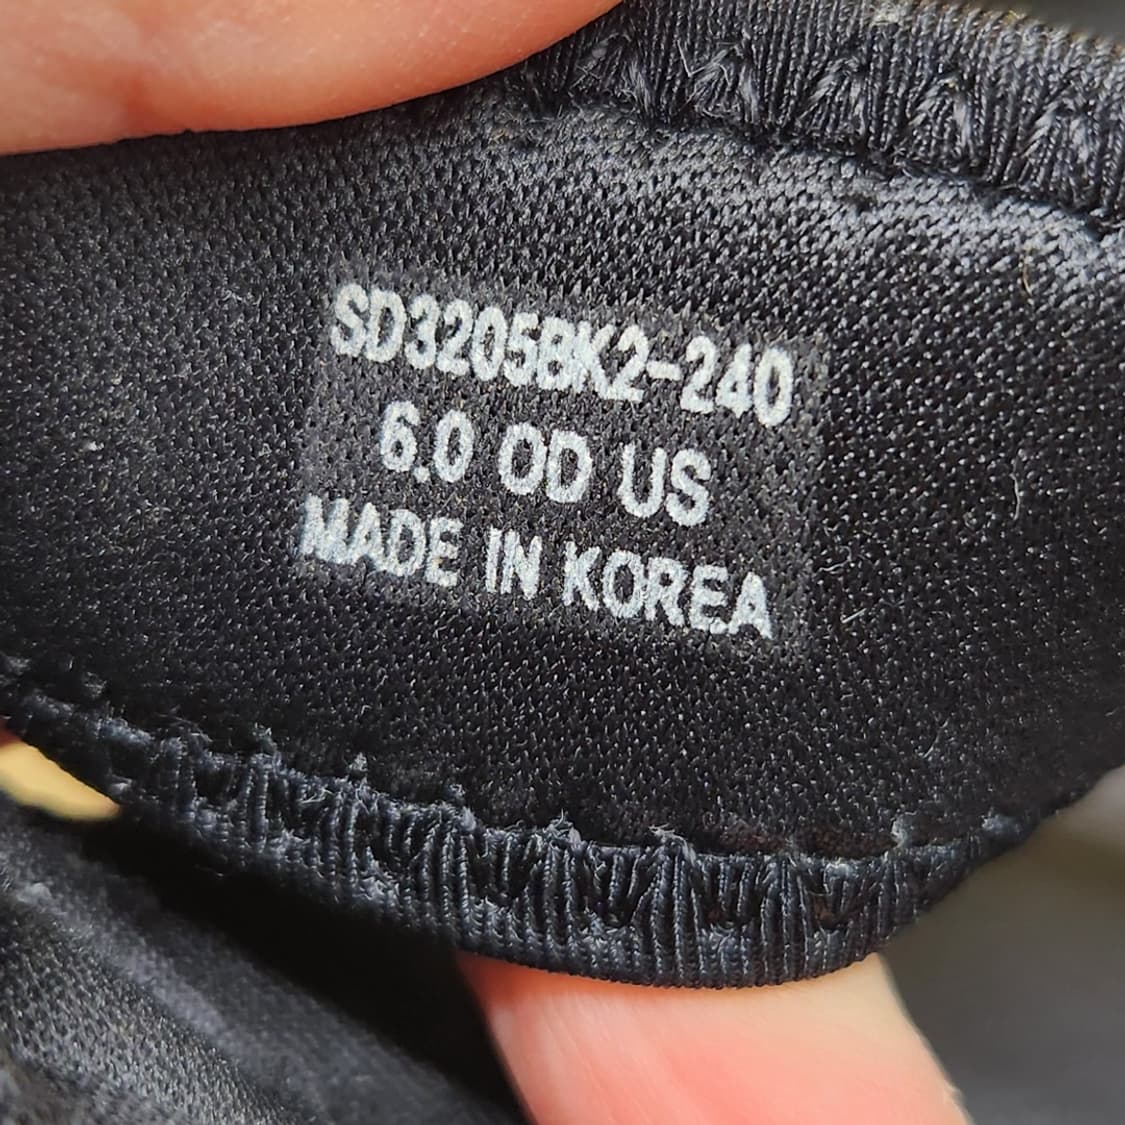 SD3205BK2-240
6.0 OD US
MADE IN KOREA